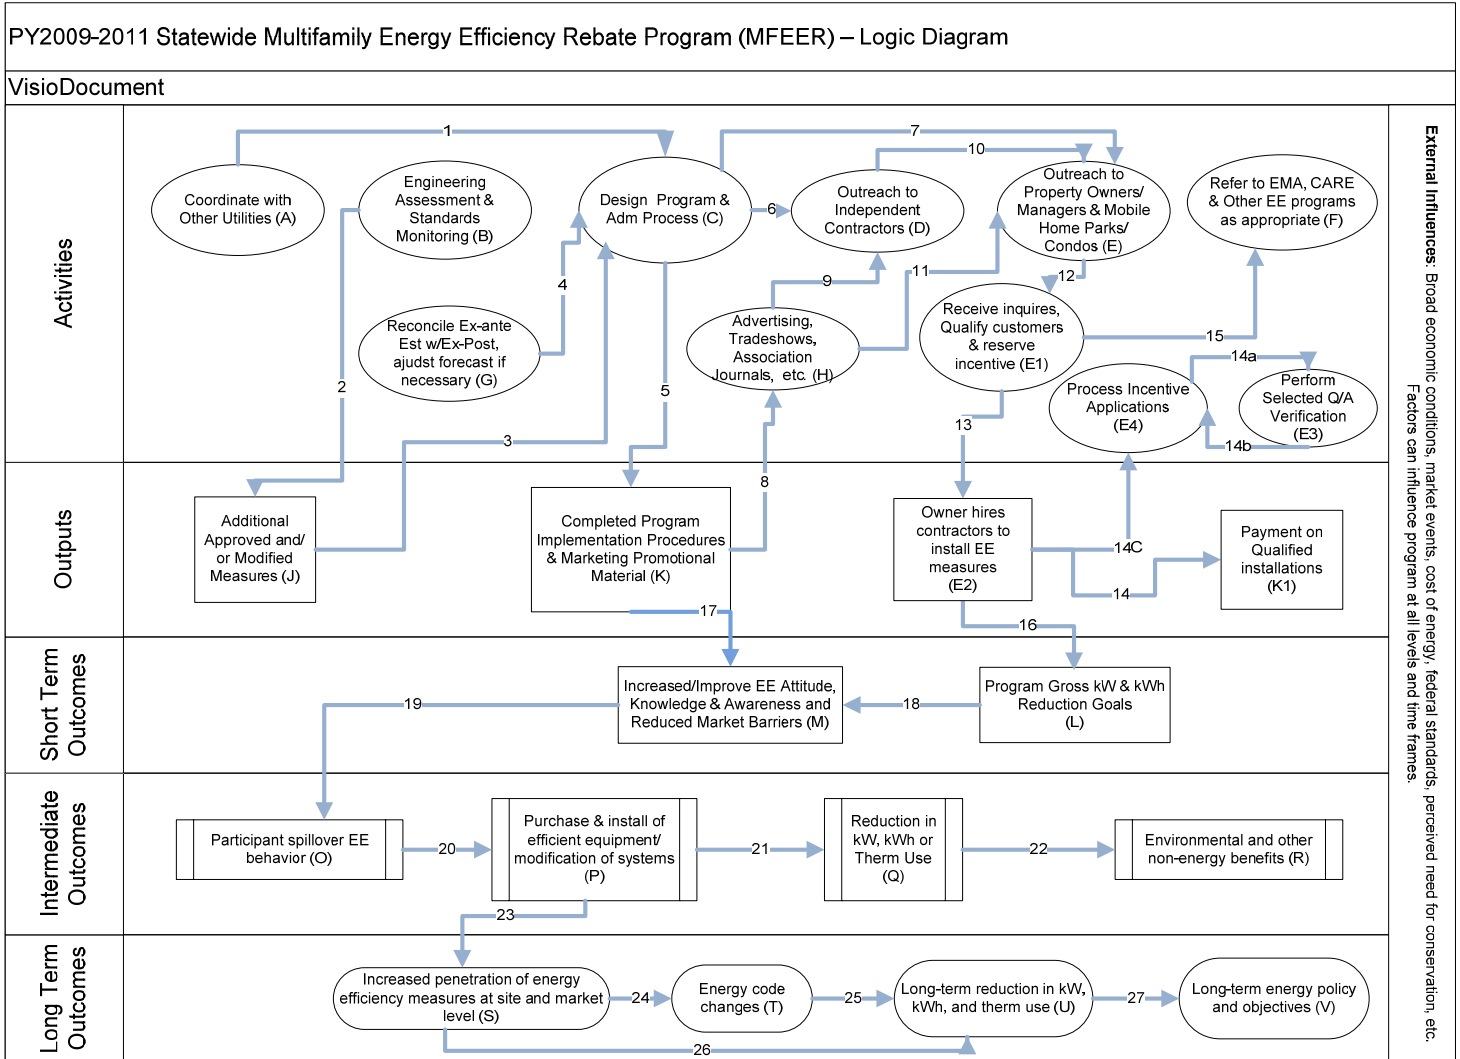 PY2009-2011 Statewide Multifamily Energy Efficiency Rebate Program (MFEER) – Logic Diagram
VisioDocument
Activities
1
7
10
Coordinate with
Other Utilities (A)
Engineering
Assessment &
Standards
Monitoring (B)
Design Program &
Adm Process (C)
6
Outreach to
Independent
Contractors (D)
Outreach to
Property Owners/
Managers & Mobile
Home Parks/
Condos (E)
Refer to EMA, CARE
& Other EE programs
as appropriate (F)
4
9
11
12
Reconcile Ex-ante
Est w/Ex-Post,
ajudst forecast if
necessary (G)
Advertising,
Tradeshows,
Association
Journals, etc. (H)
Receive inquires,
Qualify customers
& reserve
incentive (E1)
15
14a
2
5
Process Incentive
Applications
(E4)
Perform
Selected Q/A
Verification
(E3)
13
14b
3
Outputs
8
Additional
Approved and/
or Modified
Measures (J)
Completed Program
Implementation Procedures
& Marketing Promotional
Material (K)
Owner hires
contractors to
install EE
measures
(E2)
14C
14
Payment on
Qualified
installations
(K1)
17
16
Short Term
Outcomes
19
Increased/Improve EE Attitude,
Knowledge & Awareness and
Reduced Market Barriers (M)
18
Program Gross kW & kWh
Reduction Goals
(L)
Intermediate
Outcomes
Participant spillover EE
behavior (O)
20
Purchase & install of
efficient equipment/
modification of systems
(P)
21
Reduction in
kW, kWh or
Therm Use
(Q)
22
Environmental and other
non-energy benefits (R)
23
Long Term
Outcomes
Increased penetration of energy
efficiency measures at site and market
level (S)
24
Energy code
changes (T)
25
Long-term reduction in kW,
kWh, and therm use (U)
27
Long-term energy policy
and objectives (V)
26
External Influences: Broad economic conditions, market events, cost of energy, federal standards, perceived need for conservation, etc.
Factors can influence program at all levels and time frames.